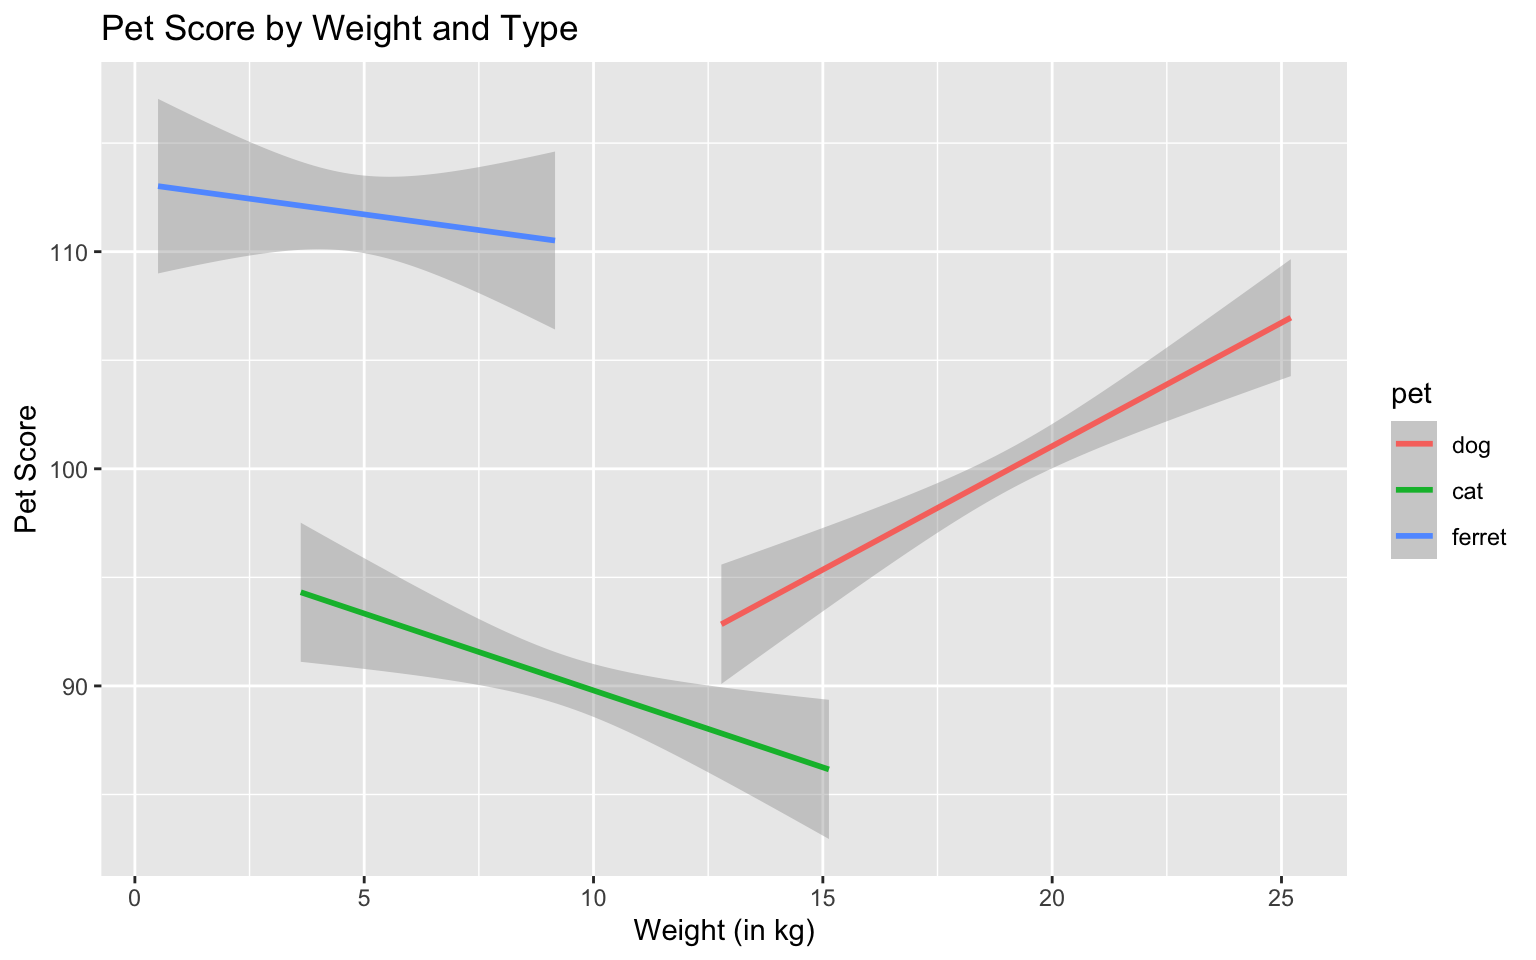 Pet Score by Weight and Type
Pet Score
110
100
90
0 5 10 15 20 25
Weight (in kg)
pet
dog
cat
ferret